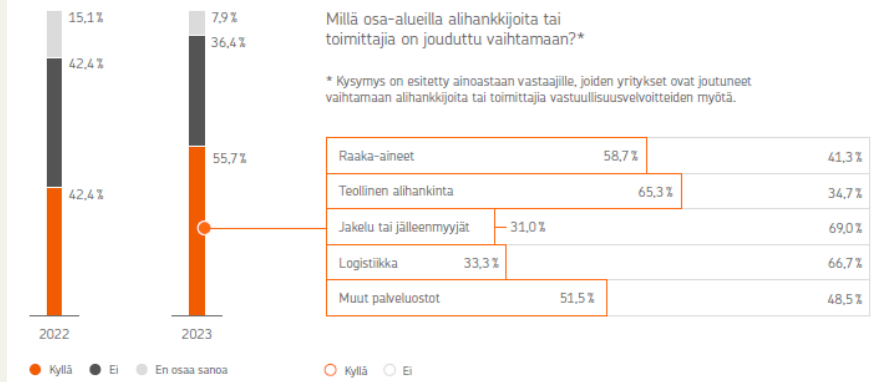 15,1 %
42,4 %
42,4 %
2022
7,9 %
36,4 %
55,7 %
2023
Kyllä Ei En osaa sanoa
Millä osa-alueilla alihankkijoita tai
toimittajia on jouduttu vaihtamaan?*
* Kysymys on esitetty ainoastaan vastaajille, joiden yritykset ovat joutuneet
vaihtamaan alihankkijoita tai toimittajia vastuullisuusvelvoitteiden myötä.
Raaka-aineet 58,7 % 41,3 %
Teollinen alihankinta 65,3 % 34,7 %
Jakelu tai jälleenmyyjät 31,0 % 69,0 %
Logistiikka 33,3 % 66,7 %
Muut palveluostot 51,5 % 48,5 %
Kyllä Ei